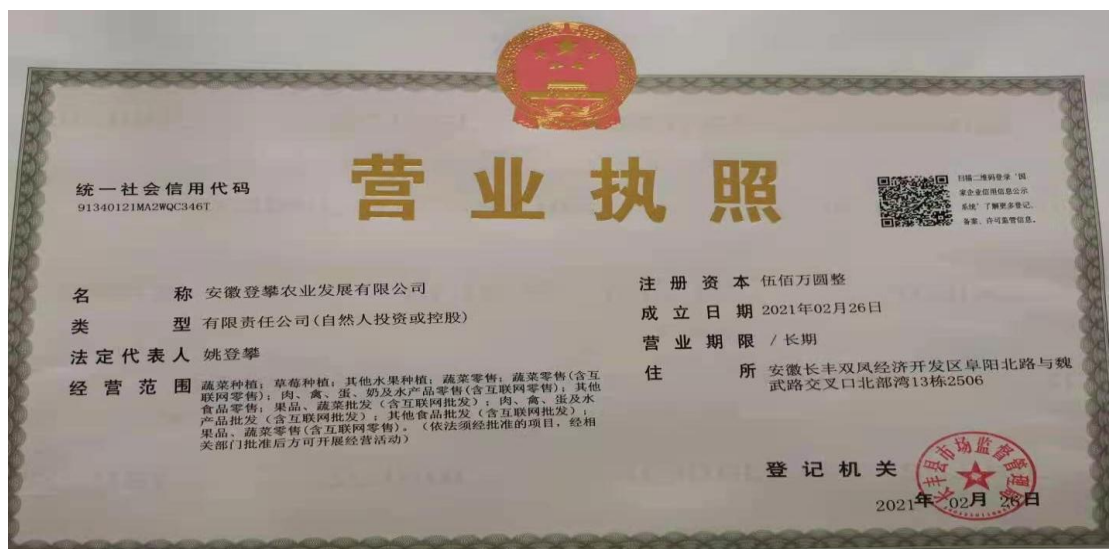 营业执照
统一社会信用代码
91340121MA2WQC346T
扫描二维码登录‘国
家企业信用信息公示
系统’了解更多登记、
备案、许可监管信息。
名称 安徽登攀农业发展有限公司
类型 有限责任公司(自然人投资或控股)
法定代表人 姚登攀
经营范围 蔬菜种植；草莓种植；其他水果种植；蔬菜零售；蔬菜零售(含互
联网零售)；肉、禽、蛋、奶及水产品零售(含互联网零售)；其他
食品零售；果品、蔬菜批发（含互联网批发）；肉、禽、蛋及水
产品批发（含互联网批发）；其他食品批发（含互联网批发）；
果品、蔬菜零售(含互联网零售)。（依法须经批准的项目，经相
关部门批准后方可开展经营活动）
注册资本 伍佰万圆整
成立日期 2021年02月26日
营业期限 / 长期
住所 安徽长丰双凤经济开发区阜阳北路与魏
武路交叉口北部湾13栋2506
登记机关
长丰县市场监督管理局
2021年 02月 26日